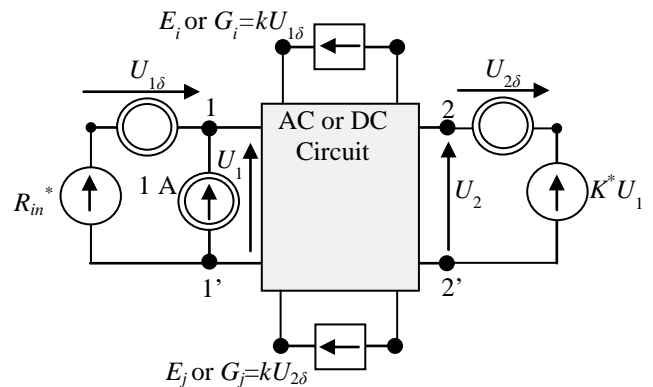 E_i or G_i=kU_1δ
U_1δ
U_2δ
1
2
AC or DC
Circuit
R_in*
1 A
U_1
U_2
K*U_1
1'
2'
E_j or G_j=kU_2δ